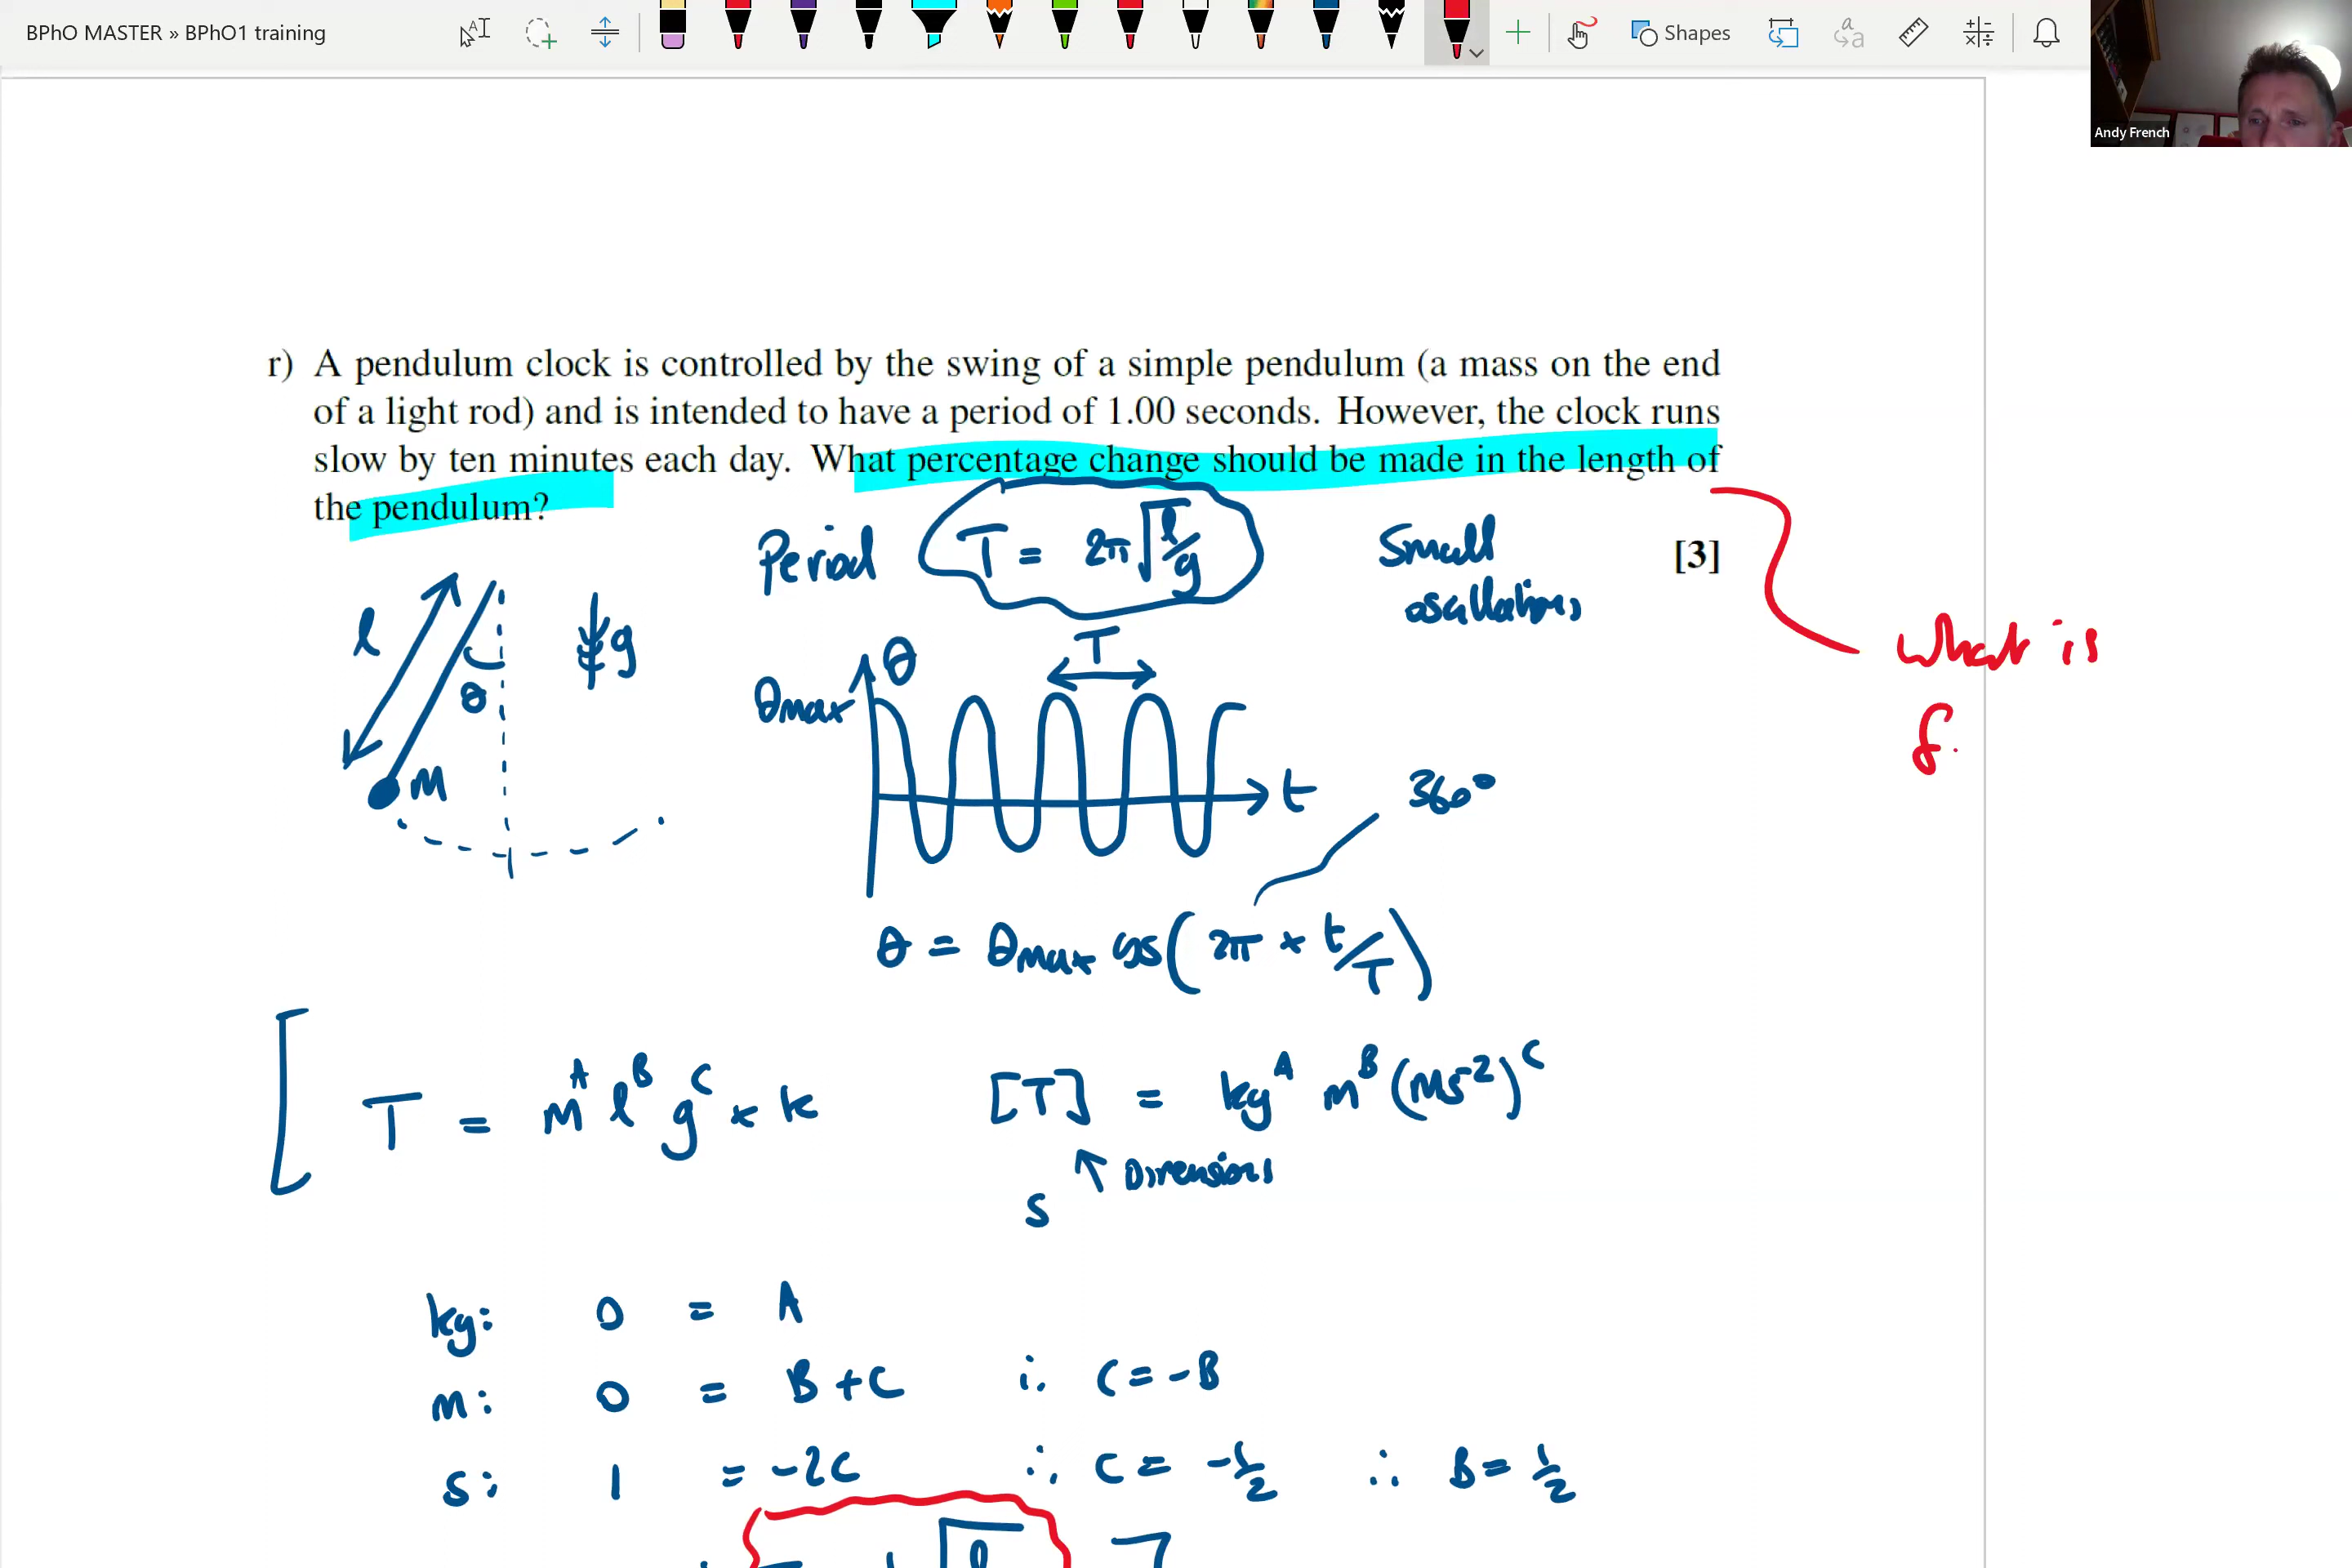 BPhO MASTER » BPhO1 training
Shapes
Andy French
r) A pendulum clock is controlled by the swing of a simple pendulum (a mass on the end
of a light rod) and is intended to have a period of 1.00 seconds. However, the clock runs
slow by ten minutes each day. What percentage change should be made in the length of
the pendulum?
[3]
Period T = 2π√(l/g) Small
oscillations
What is
f.
l θ m g
T
θmax θ t
360°
θ = θmax cos(2π × t/T)
T = m^A l^B g^C × k [T] = kg^A m^B (ms^-2)^C
s ↑ Dimensions
kg: 0 = A
m: 0 = B + C ∴ C = -B
s: 1 = -2C ∴ C = -1/2 ∴ B = 1/2